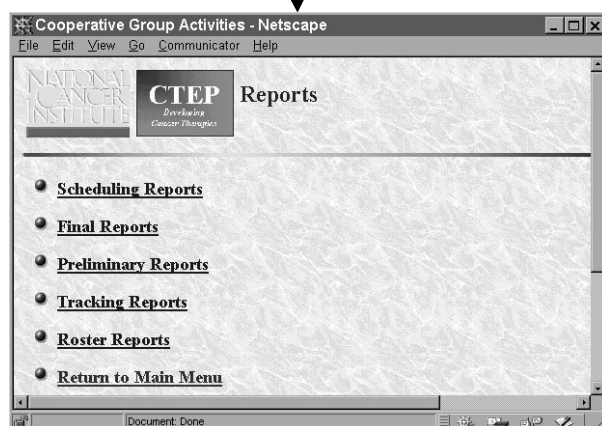 Cooperative Group Activities - Netscape
File Edit View Go Communicator Help
NATIONAL
CANCER
INSTITUTE
CTEP
Developing
Cancer Therapies
Reports
Scheduling Reports
Final Reports
Preliminary Reports
Tracking Reports
Roster Reports
Return to Main Menu
Document: Done